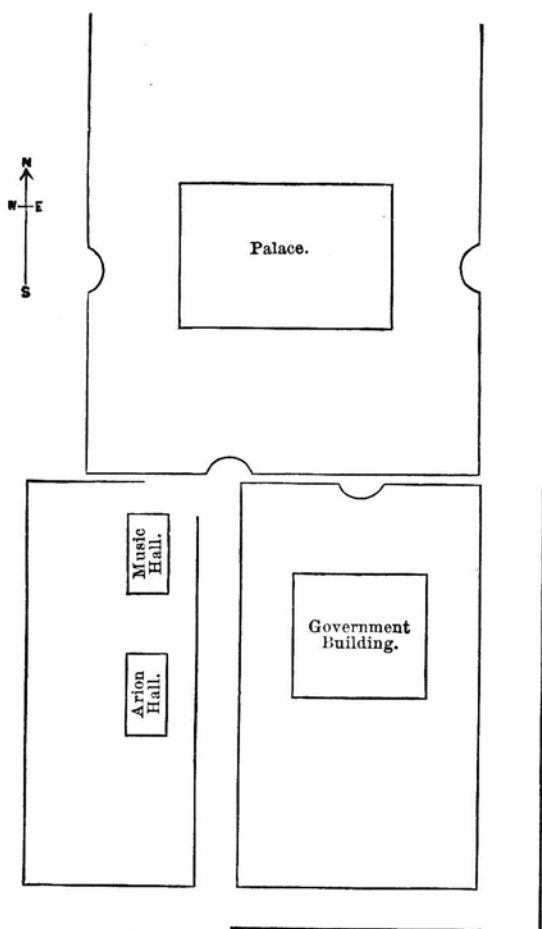 N
W E
S
Palace.
Music
Hall.
Arion
Hall.
Government
Building.